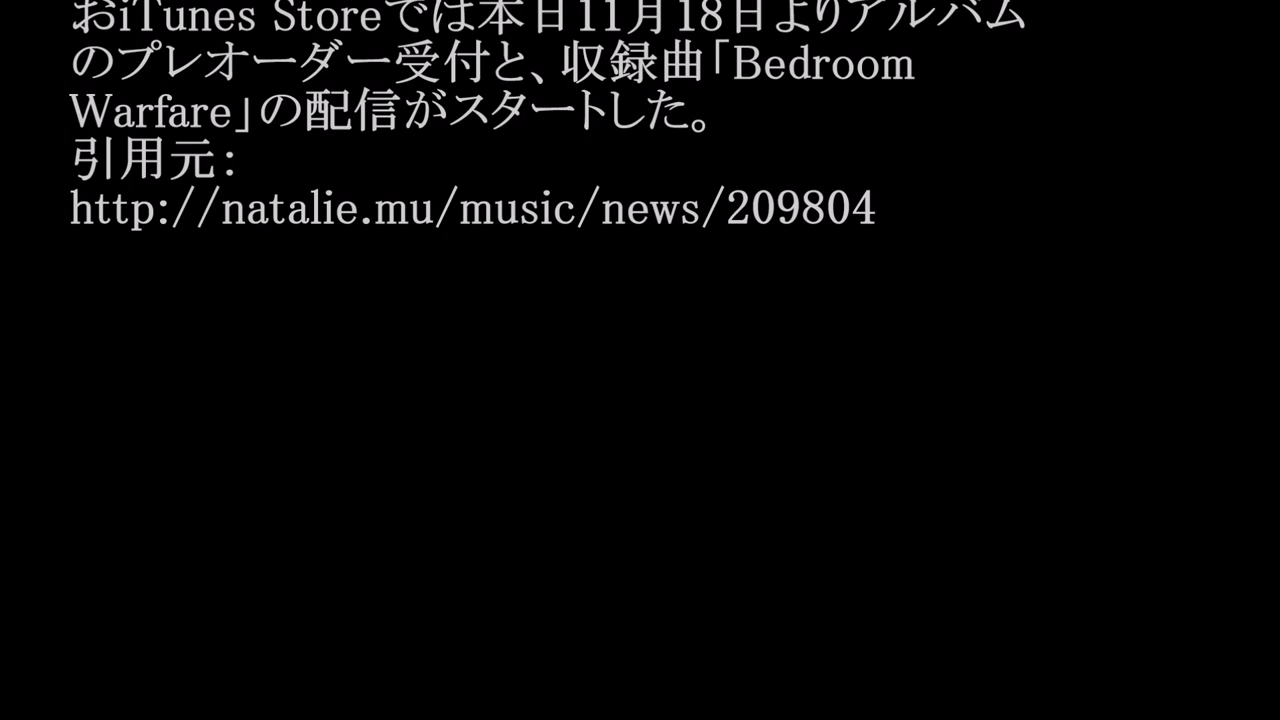 おiTunes Storeでは本日11月18日よりアルバム
のプレオーダー受付と、収録曲「Bedroom
Warfare」の配信がスタートした。
引用元：
http://natalie.mu/music/news/209804